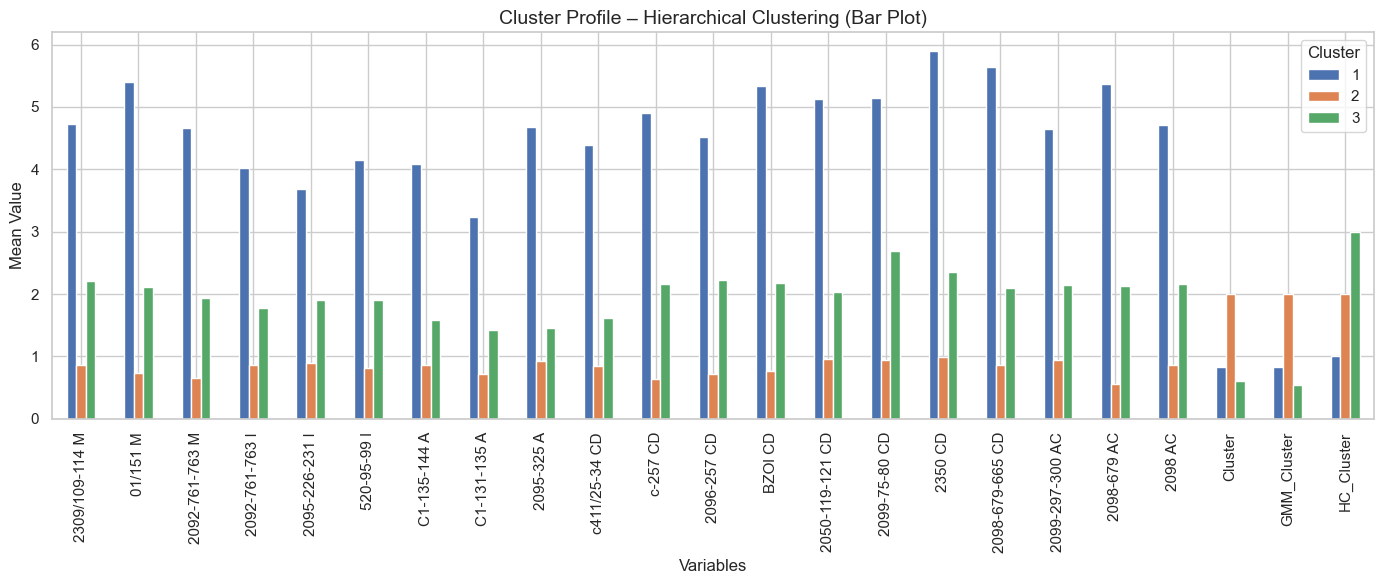 Cluster Profile – Hierarchical Clustering (Bar Plot)
Mean Value
6
5
4
3
2
1
0
Cluster
1
2
3
2309/109-114 M
01/151 M
2092-761-763 M
2092-761-763 I
2095-226-231 I
520-95-99 I
C1-135-144 A
C1-131-135 A
2095-325 A
c411/25-34 CD
c-257 CD
2096-257 CD
BZOI CD
2050-119-121 CD
2099-75-80 CD
2350 CD
2098-679-665 CD
2099-297-300 AC
2098-679 AC
2098 AC
Cluster
GMM_Cluster
HC_Cluster
Variables